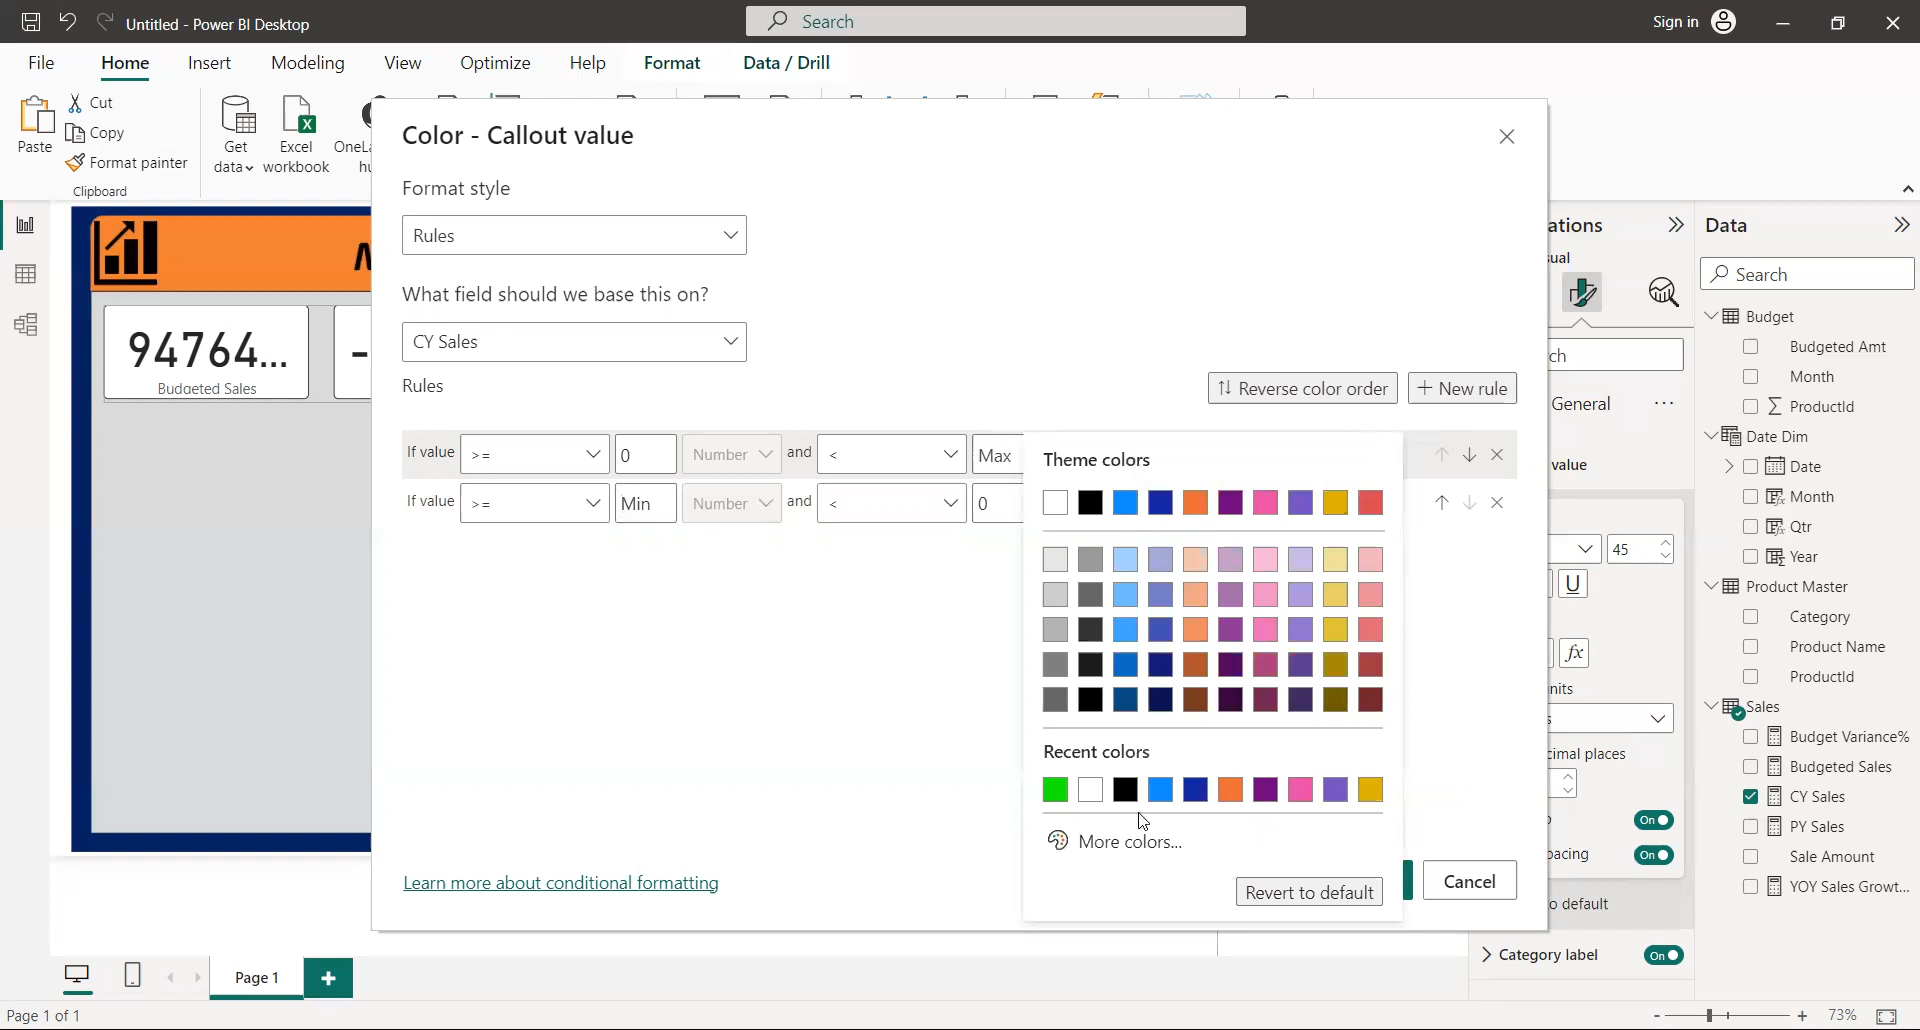 Untitled - Power BI Desktop
Search
Sign in
File
Home
Insert
Modeling
View
Optimize
Help
Format
Data / Drill
Paste
Cut
Copy
Format painter
Clipboard
Get
data
Excel
workbook
OneLa
hu
Color - Callout value
Format style
Rules
What field should we base this on?
CY Sales
Rules
Reverse color order
+ New rule
If value >= 0 Number and < Max
If value >= Min Number and < 0
Theme colors
Recent colors
More colors...
Revert to default
Learn more about conditional formatting
Cancel
94764...
Budgeted Sales
ations
sual
ch
General
...
value
45
U
fx
nits
s
cimal places
On
pacing
On
o default
Category label
On
Data
Search
Budget
Budgeted Amt
Month
∑ ProductId
Date Dim
Date
Month
Qtr
Year
Product Master
Category
Product Name
ProductId
Sales
Budget Variance%
Budgeted Sales
CY Sales
PY Sales
Sale Amount
YOY Sales Growt...
Page 1
+
Page 1 of 1
- + 73%